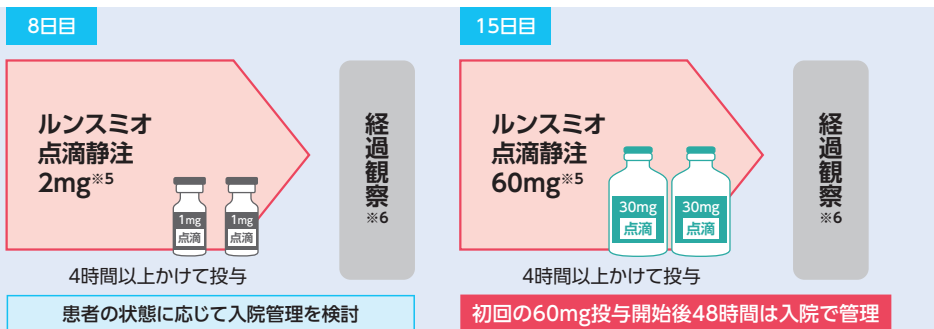 8日目
ルンスミオ
点滴静注
2mg※5
1mg
点滴
1mg
点滴
経過観察※6
4時間以上かけて投与
患者の状態に応じて入院管理を検討
15日目
ルンスミオ
点滴静注
60mg※5
30mg
点滴
30mg
点滴
経過観察※6
4時間以上かけて投与
初回の60mg投与開始後48時間は入院で管理